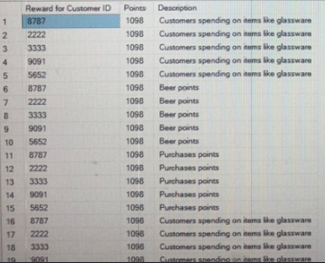 Reward for Customer ID Points Description
1 8787 1098 Customers spending on items like glassware
2 2222 1098 Customers spending on items like glassware
3 3333 1098 Customers spending on items like glassware
4 9091 1098 Customers spending on items like glassware
5 5652 1098 Customers spending on items like glassware
6 8787 1098 Beer points
7 2222 1098 Beer points
8 3333 1098 Beer points
9 9091 1098 Beer points
10 5652 1098 Beer points
11 8787 1098 Purchases points
12 2222 1098 Purchases points
13 3333 1098 Purchases points
14 9091 1098 Purchases points
15 5652 1098 Purchases points
16 8787 1098 Customers spending on items like glassware
17 2222 1098 Customers spending on items like glassware
18 3333 1098 Customers spending on items like glassware
19 9091 1098 Customers spending on items like glassware